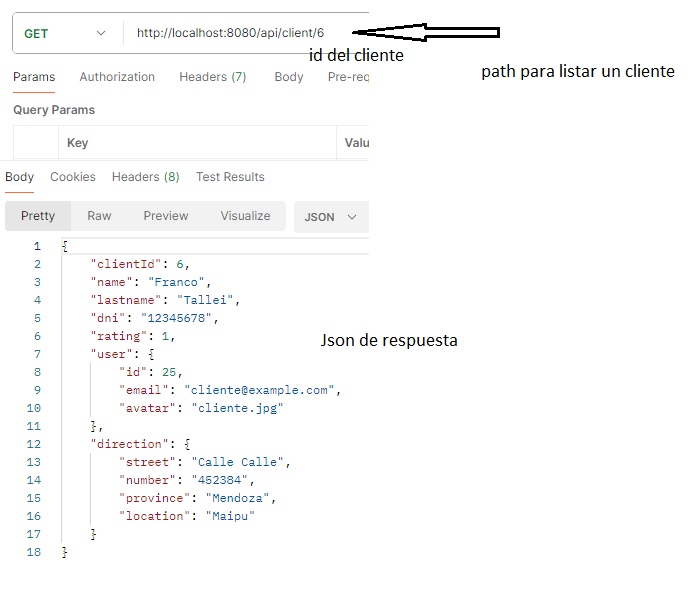 GET http://localhost:8080/api/client/6
id del cliente
path para listar un cliente
Params Authorization Headers (7) Body Pre-req
Query Params
Key Valu
Body Cookies Headers (8) Test Results
Pretty Raw Preview Visualize JSON
1 {
2 "clientId": 6,
3 "name": "Franco",
4 "lastname": "Tallei",
5 "dni": "12345678",
6 "rating": 1,
7 "user": {
Json de respuesta
8 "id": 25,
9 "email": "cliente@example.com",
10 "avatar": "cliente.jpg"
11 },
12 "direction": {
13 "street": "Calle Calle",
14 "number": "452384",
15 "province": "Mendoza",
16 "location": "Maipu"
17 }
18 }